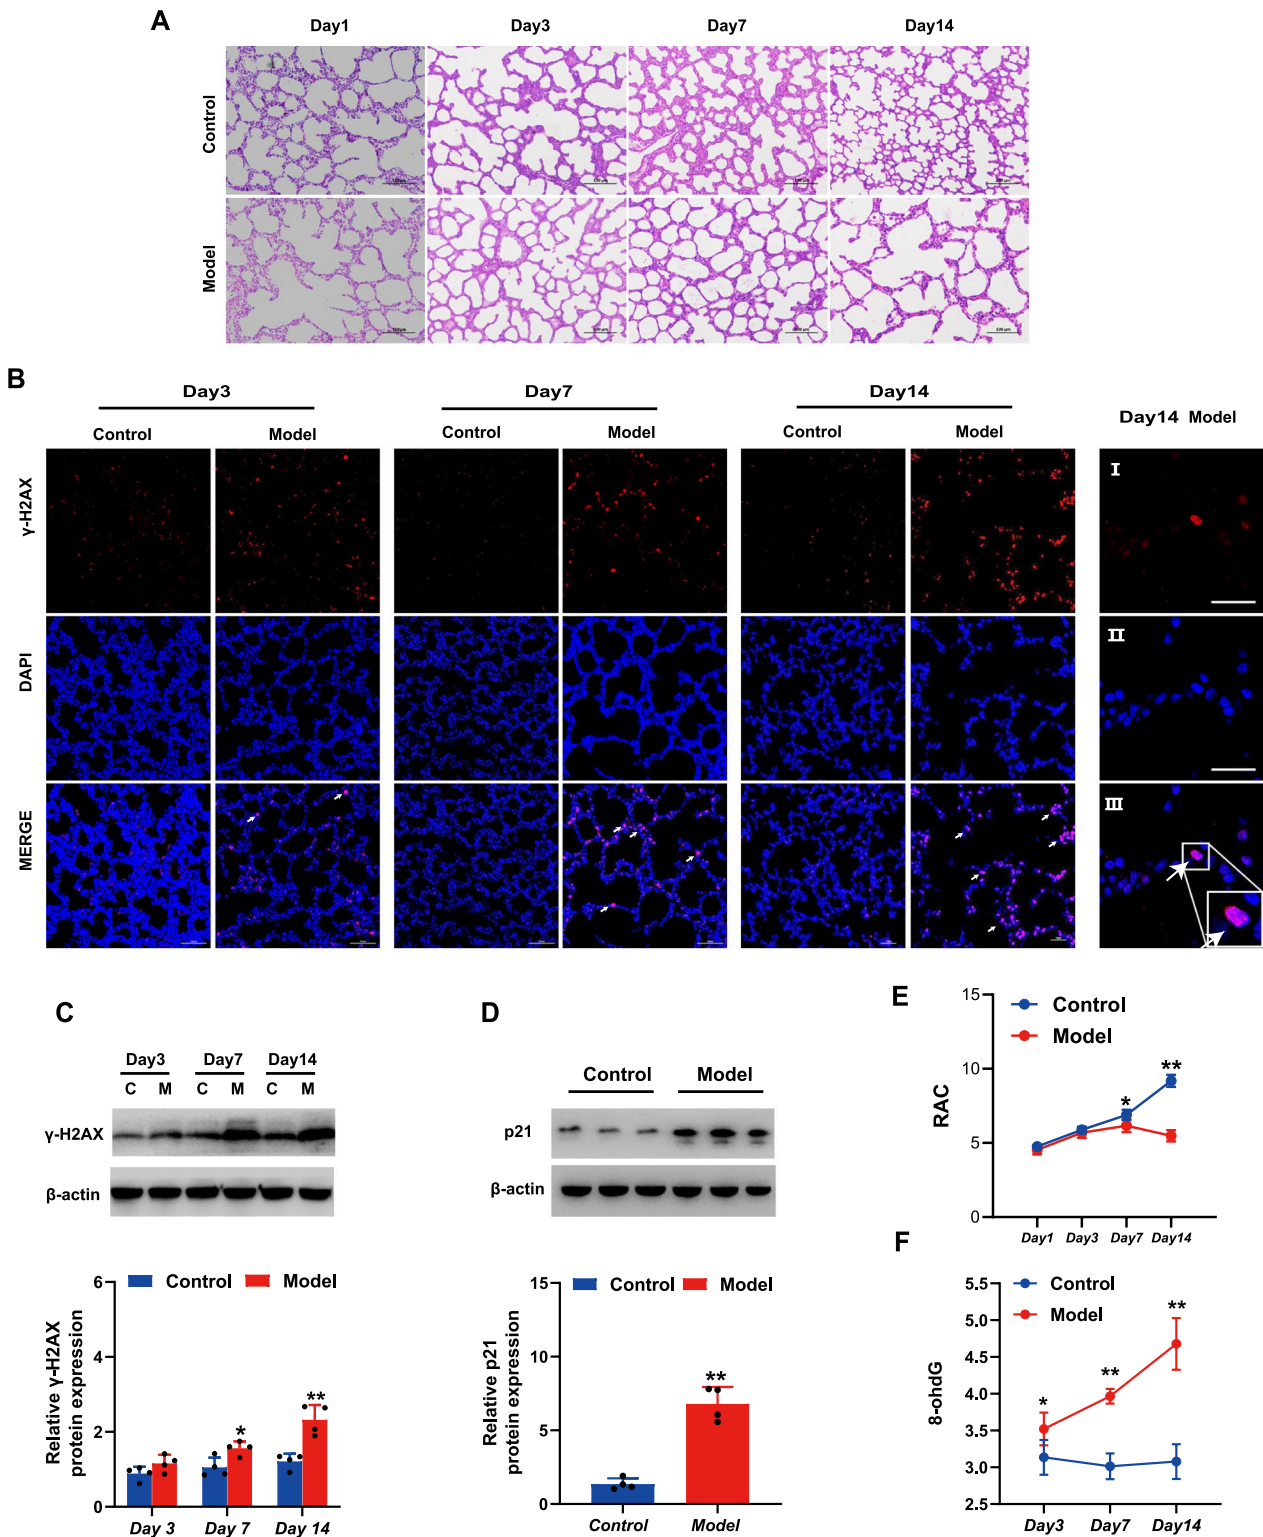 A
Day1 Day3 Day7 Day14
Control
Model
B
Day3 Day7 Day14
Day14 Model
Control Model Control Model Control Model
γ-H2AX
I
DAPI
II
MERGE
III
C
Day3 Day7 Day14
C M C M C M
γ-H2AX
β-actin
Control Model
Relative γ-H2AX
protein expression
6
4
2
0
Day 3 Day 7 Day 14
*
**
D
Control Model
p21
β-actin
Control Model
Relative p21
protein expression
15
10
5
0
Control Model
**
E
Control
Model
RAC
15
10
5
0
Day1 Day3 Day7 Day14
*
**
F
Control
Model
8-ohdG
5.5
5.0
4.5
4.0
3.5
3.0
2.5
Day3 Day7 Day14
*
**
**